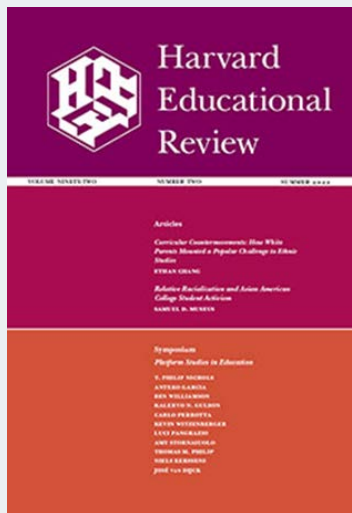 Harvard
Educational
Review
VOLUME NINETY-TWO NUMBER TWO SUMMER 2022
Articles
Curricular Countermovements: How White
Parents Mounted a Popular Challenge to Ethnic
Studies
ETHAN CHANG
Relative Racialization and Asian American
College Student Activism
SAMUEL D. MUSEUS
Symposium
Platform Studies in Education
T. PHILIP NICHOLS
ANTERO GARCIA
BEN WILLIAMSON
KALERVO N. GULSON
CARLO PERROTTA
KEVIN WITZENBERGER
LUCI PANGRAZIO
AMY STORNAIUOLO
THOMAS M. PHILIP
NIELS KERSSENS
JOSÉ VAN DIJCK